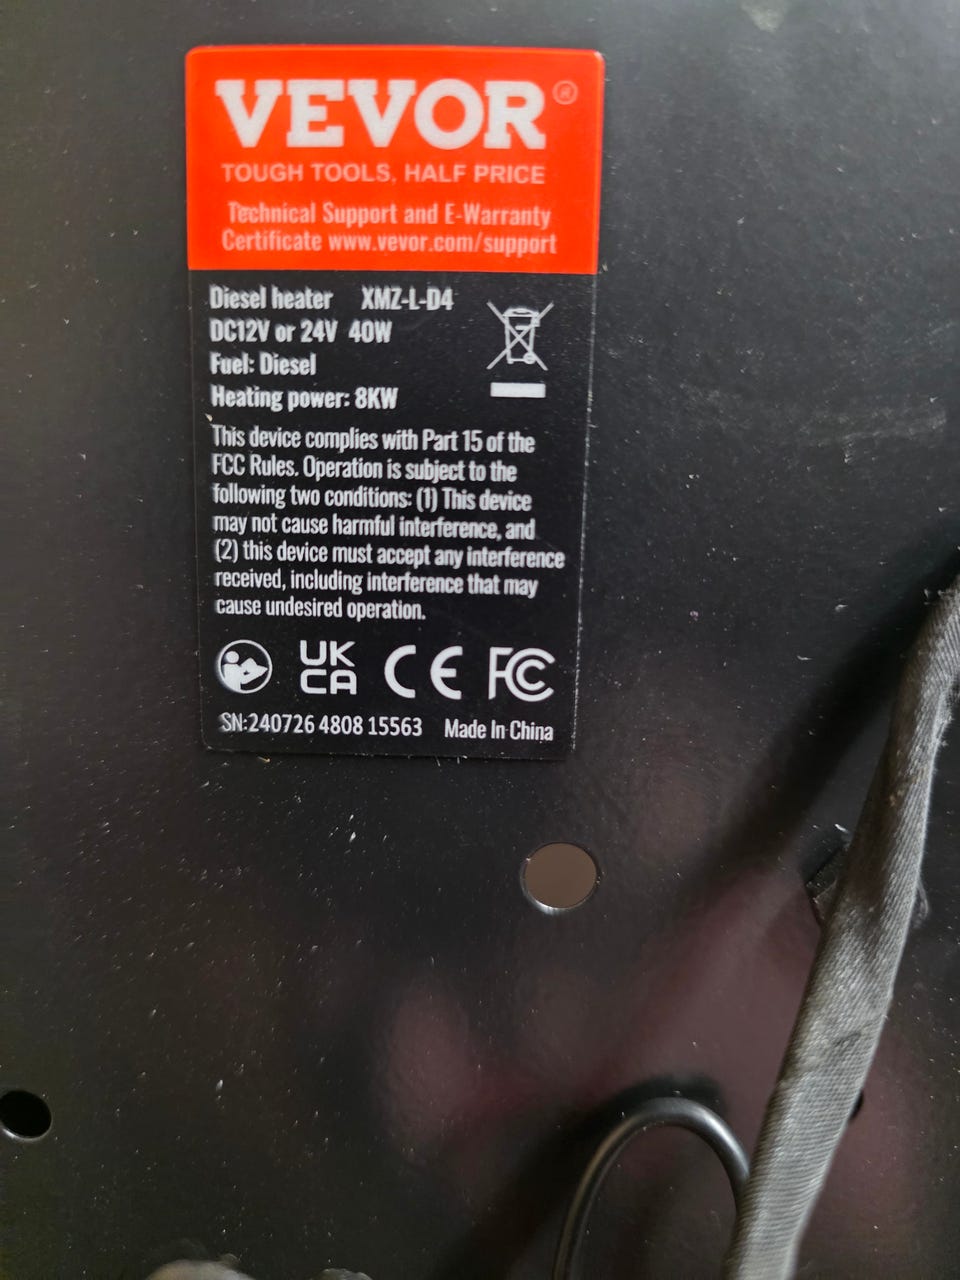 VEVOR®
TOUGH TOOLS, HALF PRICE
Technical Support and E-Warranty
Certificate www.vevor.com/support
Diesel heater XMZ-L-D4
DC12V or 24V 40W
Fuel: Diesel
Heating power: 8KW
This device complies with Part 15 of the
FCC Rules. Operation is subject to the
following two conditions: (1) This device
may not cause harmful interference, and
(2) this device must accept any interference
received, including interference that may
cause undesired operation.
UK
CA CE FC
SN:240726 4808 15563 Made In China